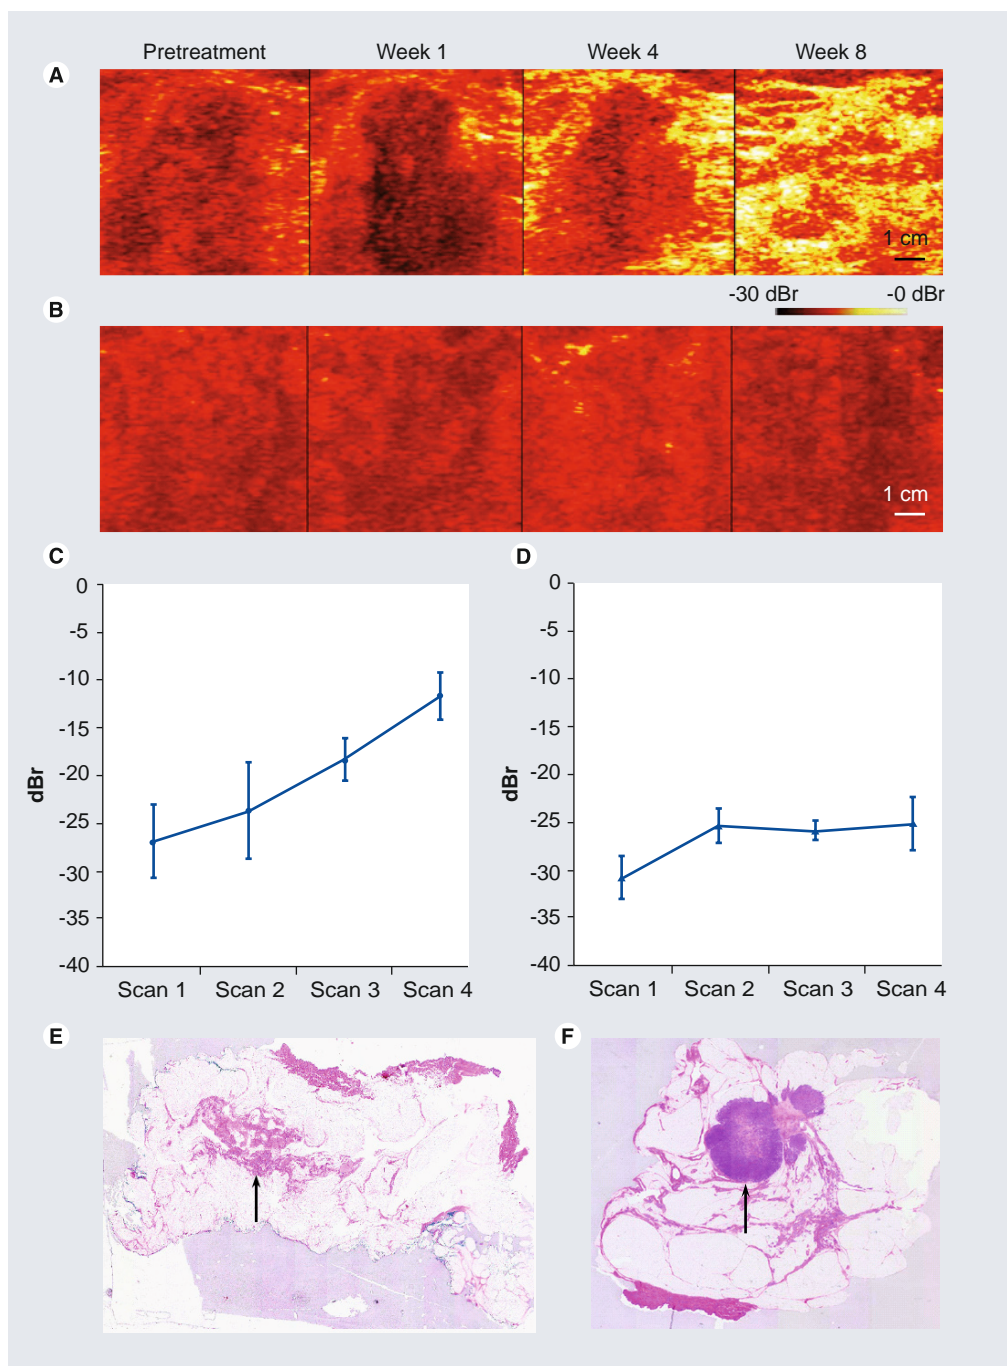 Pretreatment Week 1 Week 4 Week 8
A
1 cm
-30 dBr -0 dBr
B
1 cm
C
0
-5
-10
-15
-20
-25
-30
-35
-40
dBr
Scan 1 Scan 2 Scan 3 Scan 4
D
0
-5
-10
-15
-20
-25
-30
-35
-40
dBr
Scan 1 Scan 2 Scan 3 Scan 4
E
F